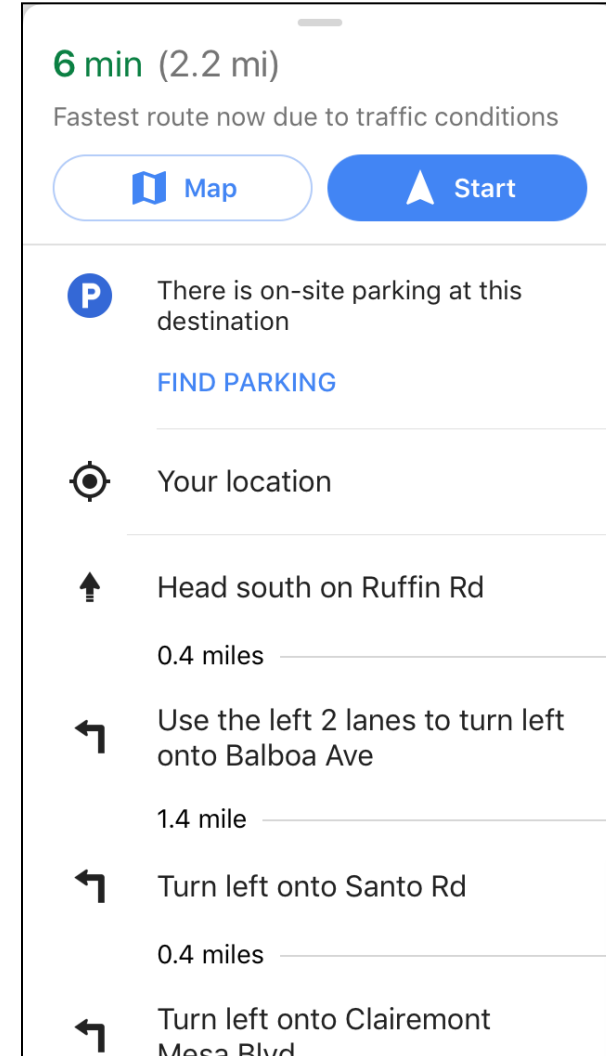 6 min (2.2 mi)
Fastest route now due to traffic conditions
Map
Start
P
There is on-site parking at this
destination
FIND PARKING
Your location
Head south on Ruffin Rd
0.4 miles
Use the left 2 lanes to turn left
onto Balboa Ave
1.4 mile
Turn left onto Santo Rd
0.4 miles
Turn left onto Clairemont
Mesa Blvd